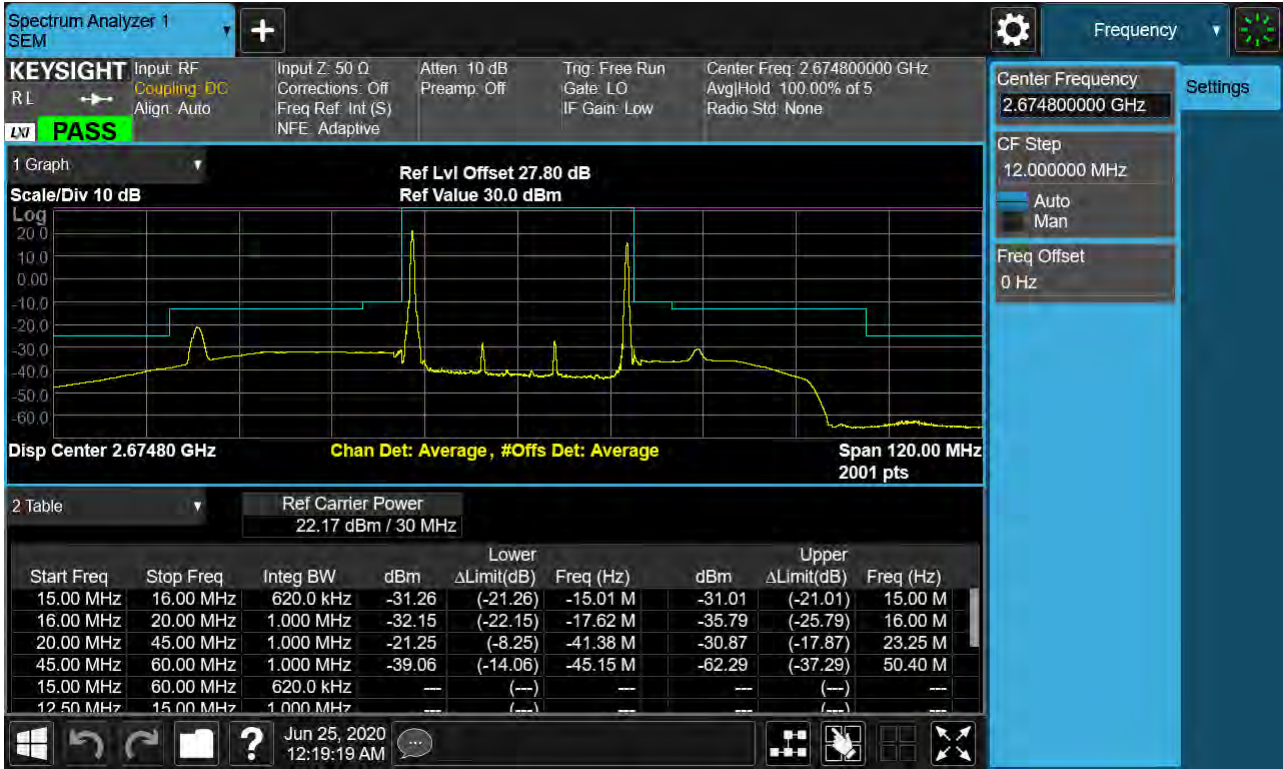 Spectrum Analyzer 1
SEM
+
Frequency
KEYSIGHT
Input: RF
Input Z: 50 Ω
Atten: 10 dB
Trig: Free Run
Center Freq: 2.674800000 GHz
R L
Coupling: DC
Corrections: Off
Preamp: Off
Gate: LO
Avg|Hold: 100.00% of 5
Align: Auto
Freq Ref: Int (S)
IF Gain: Low
Radio Std: None
LXI
PASS
NFE: Adaptive
Center Frequency
2.674800000 GHz
Settings
CF Step
12.000000 MHz
Auto
Man
Freq Offset
0 Hz
1 Graph
Ref Lvl Offset 27.80 dB
Scale/Div 10 dB
Ref Value 30.0 dBm
Log
20.0
10.0
0.00
-10.0
-20.0
-30.0
-40.0
-50.0
-60.0
Disp Center 2.67480 GHz
Chan Det: Average, #Offs Det: Average
Span 120.00 MHz
2001 pts
2 Table
Ref Carrier Power
22.17 dBm / 30 MHz
Lower Upper
Start Freq Stop Freq Integ BW dBm ΔLimit(dB) Freq (Hz) dBm ΔLimit(dB) Freq (Hz)
15.00 MHz 16.00 MHz 620.0 kHz -31.26 (-21.26) -15.01 M -31.01 (-21.01) 15.00 M
16.00 MHz 20.00 MHz 1.000 MHz -32.15 (-22.15) -17.62 M -35.79 (-25.79) 16.00 M
20.00 MHz 45.00 MHz 1.000 MHz -21.25 (-8.25) -41.38 M -30.87 (-17.87) 23.25 M
45.00 MHz 60.00 MHz 1.000 MHz -39.06 (-14.06) -45.15 M -62.29 (-37.29) 50.40 M
15.00 MHz 60.00 MHz 620.0 kHz --- (---) --- --- (---) ---
12.50 MHz 15.00 MHz 1.000 MHz --- (---) --- --- (---) ---
?
Jun 25, 2020
12:19:19 AM